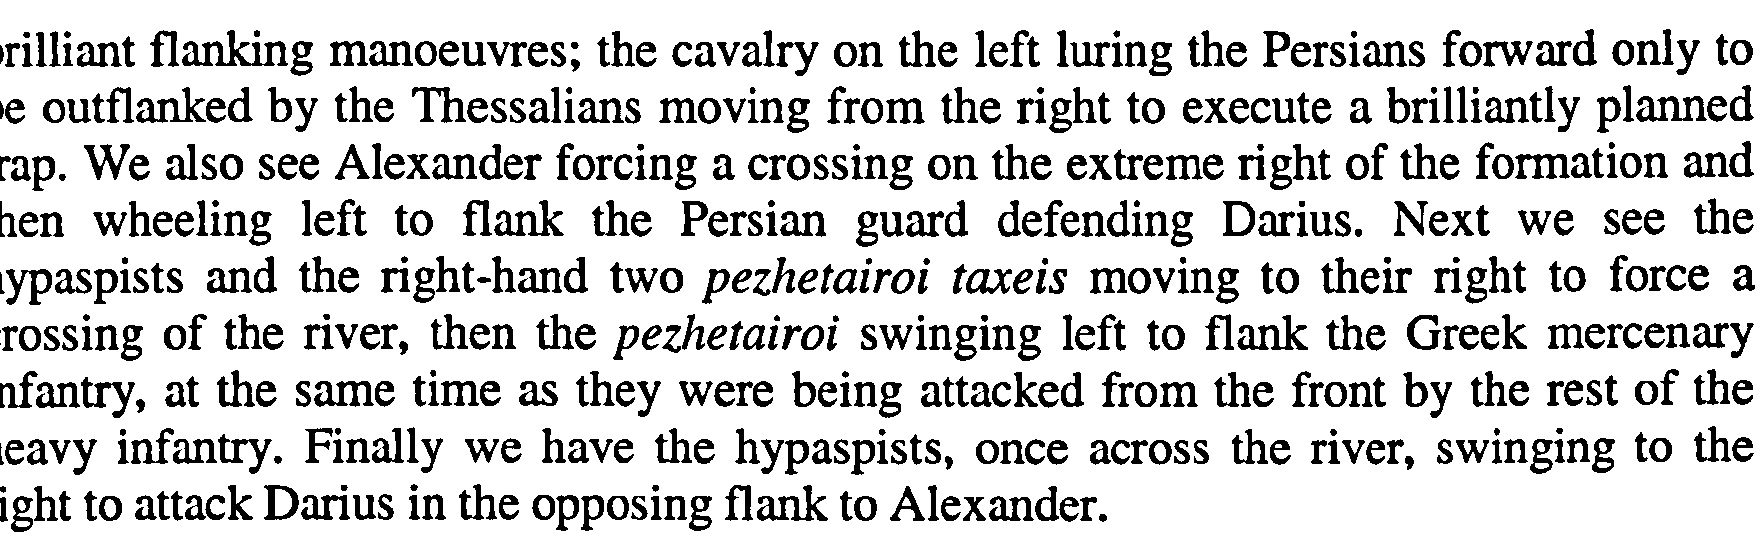 rilliant flanking manoeuvres; the cavalry on the left luring the Persians forward only to
e outflanked by the Thessalians moving from the right to execute a brilliantly planned
rap. We also see Alexander forcing a crossing on the extreme right of the formation and
hen wheeling left to flank the Persian guard defending Darius. Next we see the
ypaspists and the right-hand two pezhetairoi taxeis moving to their right to force a
rossing of the river, then the pezhetairoi swinging left to flank the Greek mercenary
nfantry, at the same time as they were being attacked from the front by the rest of the
eavy infantry. Finally we have the hypaspists, once across the river, swinging to the
ight to attack Darius in the opposing flank to Alexander.